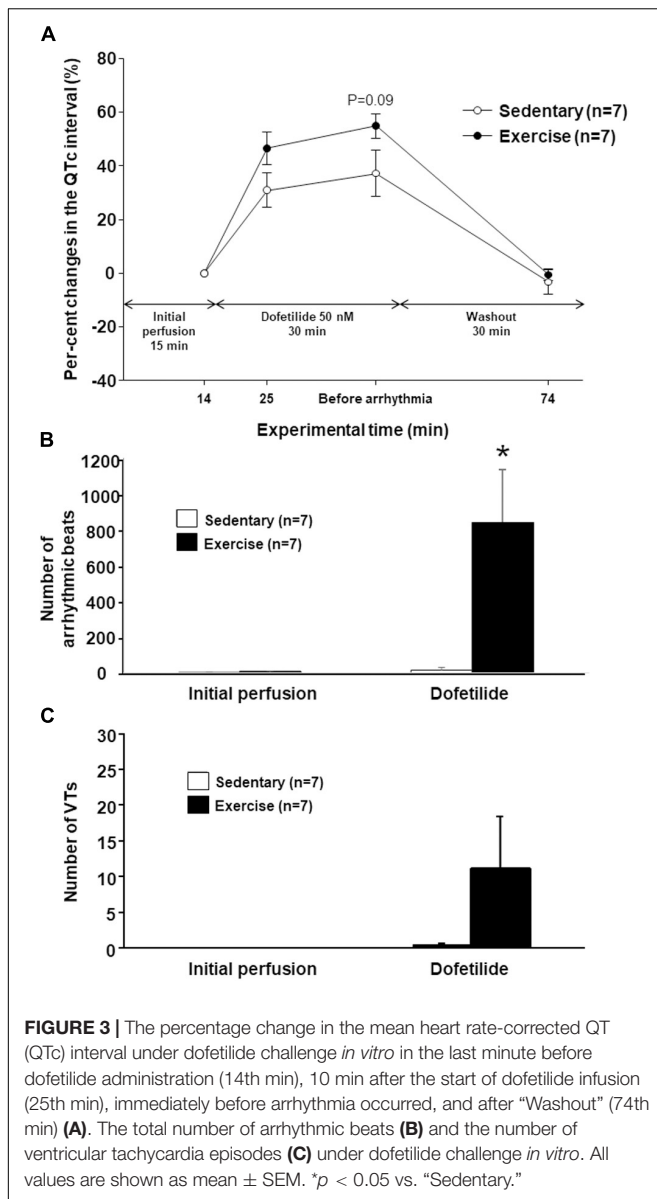 A
Per-cent changes in the QTc interval (%)
80
60
40
20
0
-20
-40
P=0.09
Sedentary (n=7)
Exercise (n=7)
Initial
perfusion
15 min
Dofetilide 50 nM
30 min
Washout
30 min
14
25
Before arrhythmia
74
Experimental time (min)
B
Number of
arrhythmic beats
1200
1000
800
600
400
200
0
*
Sedentary (n=7)
Exercise (n=7)
Initial perfusion
Dofetilide
C
Number of VTs
30
25
20
15
10
5
0
Sedentary (n=7)
Exercise (n=7)
Initial perfusion
Dofetilide
FIGURE 3 | The percentage change in the mean heart rate-corrected QT
(QTc) interval under dofetilide challenge in vitro in the last minute before
dofetilide administration (14th min), 10 min after the start of dofetilide infusion
(25th min), immediately before arrhythmia occurred, and after “Washout” (74th
min) (A). The total number of arrhythmic beats (B) and the number of
ventricular tachycardia episodes (C) under dofetilide challenge in vitro. All
values are shown as mean ± SEM. *p < 0.05 vs. “Sedentary.”